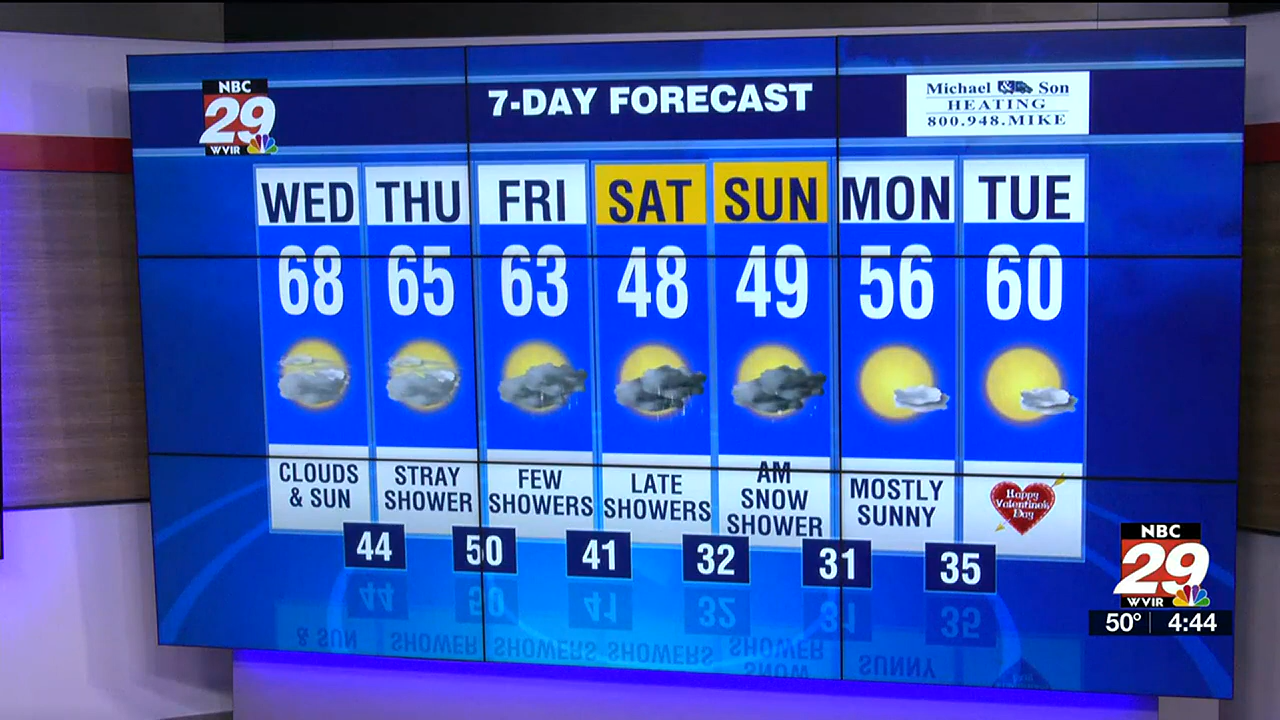 NBC
29
WVIR
7-DAY FORECAST
Michael & Son
HEATING
800.948.MIKE
WED THU FRI SAT SUN MON TUE
68 65 63 48 49 56 60
CLOUDS
& SUN
STRAY
SHOWER
FEW
SHOWERS
LATE
SHOWERS
AM
SNOW
SHOWER
MOSTLY
SUNNY
Happy
Valentine's
Day
44 50 41 32 31 35
NBC
29
WVIR
50° 4:44